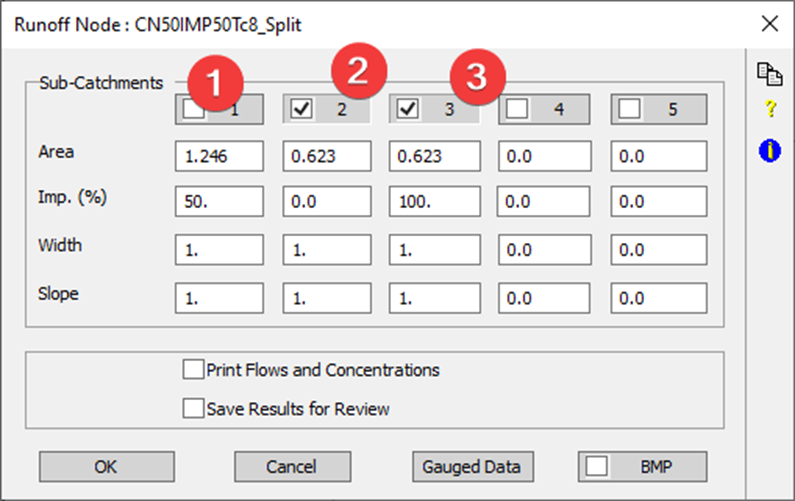 Runoff Node : CN50IMP50Tc8_Split
1 2 3
Sub-Catchments
1 2 3 4 5
Area 1.246 0.623 0.623 0.0 0.0
Imp. (%) 50. 0.0 100. 0.0 0.0
Width 1. 1. 1. 0.0 0.0
Slope 1. 1. 1. 0.0 0.0
Print Flows and Concentrations
Save Results for Review
OK Cancel Gauged Data BMP
?
i